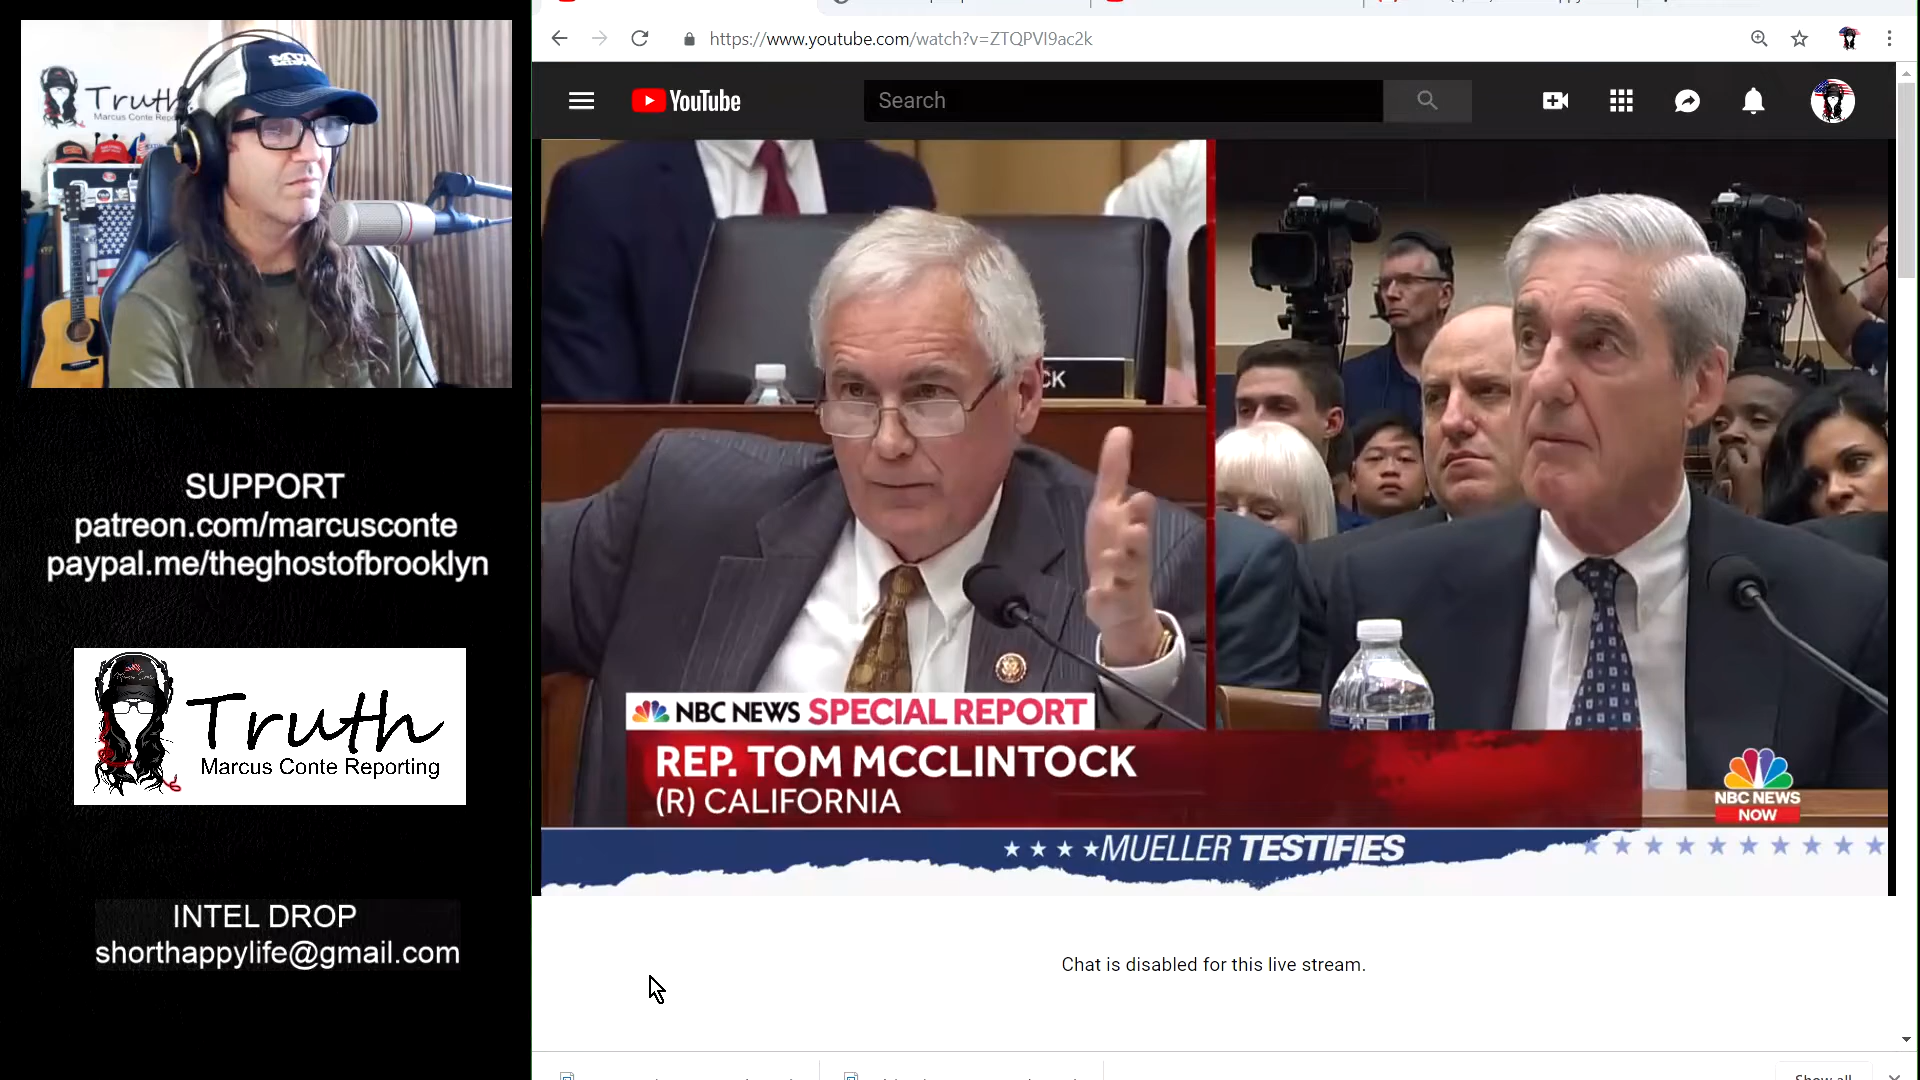 https://www.youtube.com/watch?v=ZTQPVI9ac2k
YouTube
Search
Truth
Marcus Conte
CK
SUPPORT
patreon.com/marcusconte
paypal.me/theghostofbrooklyn
Truth
Marcus Conte Reporting
INTEL DROP
shorthappylife@gmail.com
NBC NEWS SPECIAL REPORT
REP. TOM MCCLINTOCK
(R) CALIFORNIA
NBC NEWS
NOW
MUELLER TESTIFIES
Chat is disabled for this live stream.
Show all